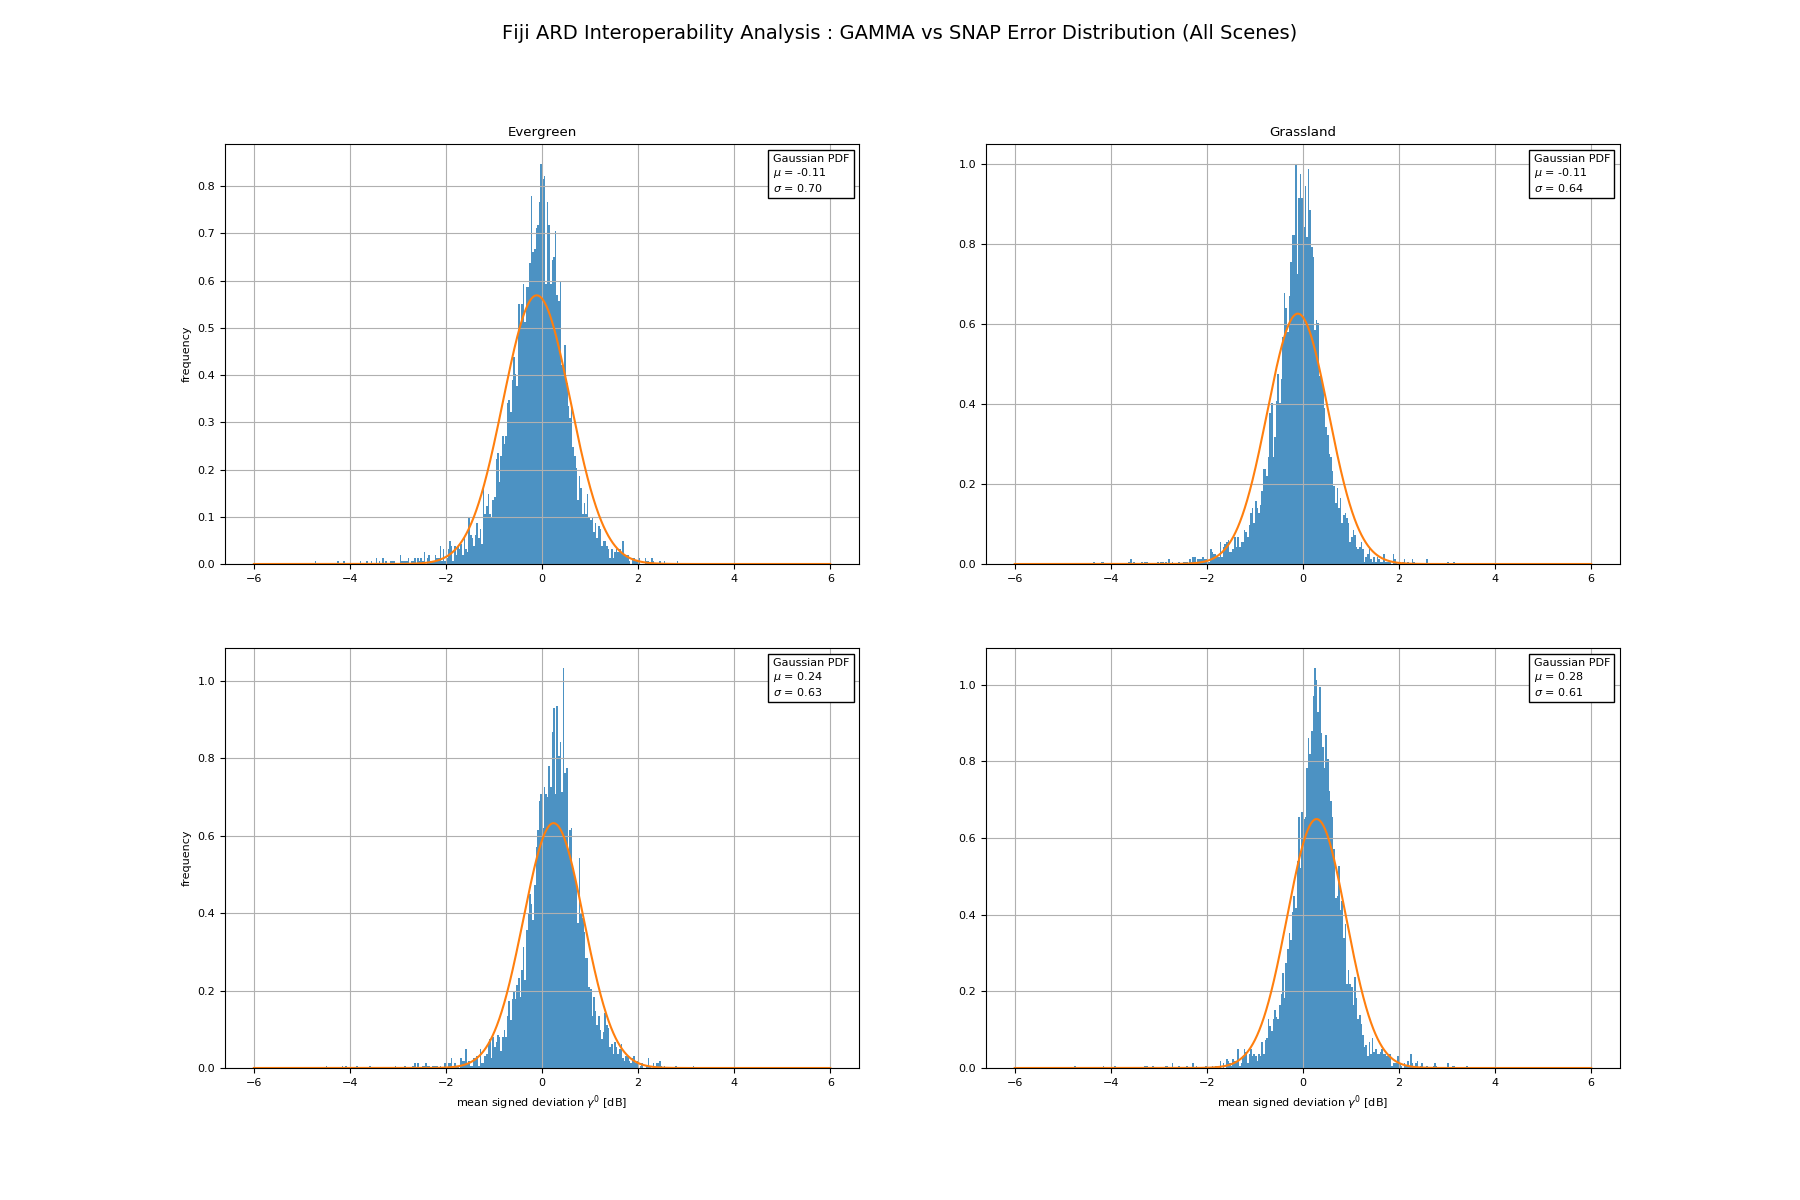 Fiji ARD Interoperability Analysis : GAMMA vs SNAP Error Distribution (All Scenes)
Evergreen
Gaussian PDF
μ = -0.11
σ = 0.70
frequency
0.8
0.7
0.6
0.5
0.4
0.3
0.2
0.1
0.0
−6 −4 −2 0 2 4 6
Grassland
Gaussian PDF
μ = -0.11
σ = 0.64
1.0
0.8
0.6
0.4
0.2
0.0
−6 −4 −2 0 2 4 6
Gaussian PDF
μ = 0.24
σ = 0.63
frequency
1.0
0.8
0.6
0.4
0.2
0.0
−6 −4 −2 0 2 4 6
mean signed deviation γ⁰ [dB]
Gaussian PDF
μ = 0.28
σ = 0.61
1.0
0.8
0.6
0.4
0.2
0.0
−6 −4 −2 0 2 4 6
mean signed deviation γ⁰ [dB]